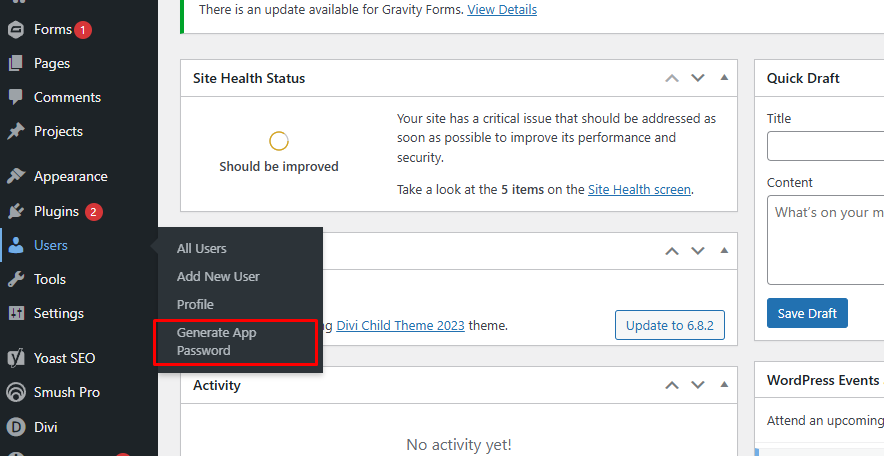 There is an update available for Gravity Forms. View Details
Forms 1
Pages
Comments
Projects
Appearance
Plugins 2
Users
Tools
Settings
Yoast SEO
Smush Pro
Divi
All Users
Add New User
Profile
Generate App
Password
Site Health Status
Should be improved
Your site has a critical issue that should be addressed as
soon as possible to improve its performance and
security.
Take a look at the 5 items on the Site Health screen.
Divi Child Theme 2023 theme.
Update to 6.8.2
Activity
No activity yet!
Quick Draft
Title
Content
What's on your m
Save Draft
WordPress Events
Attend an upcoming